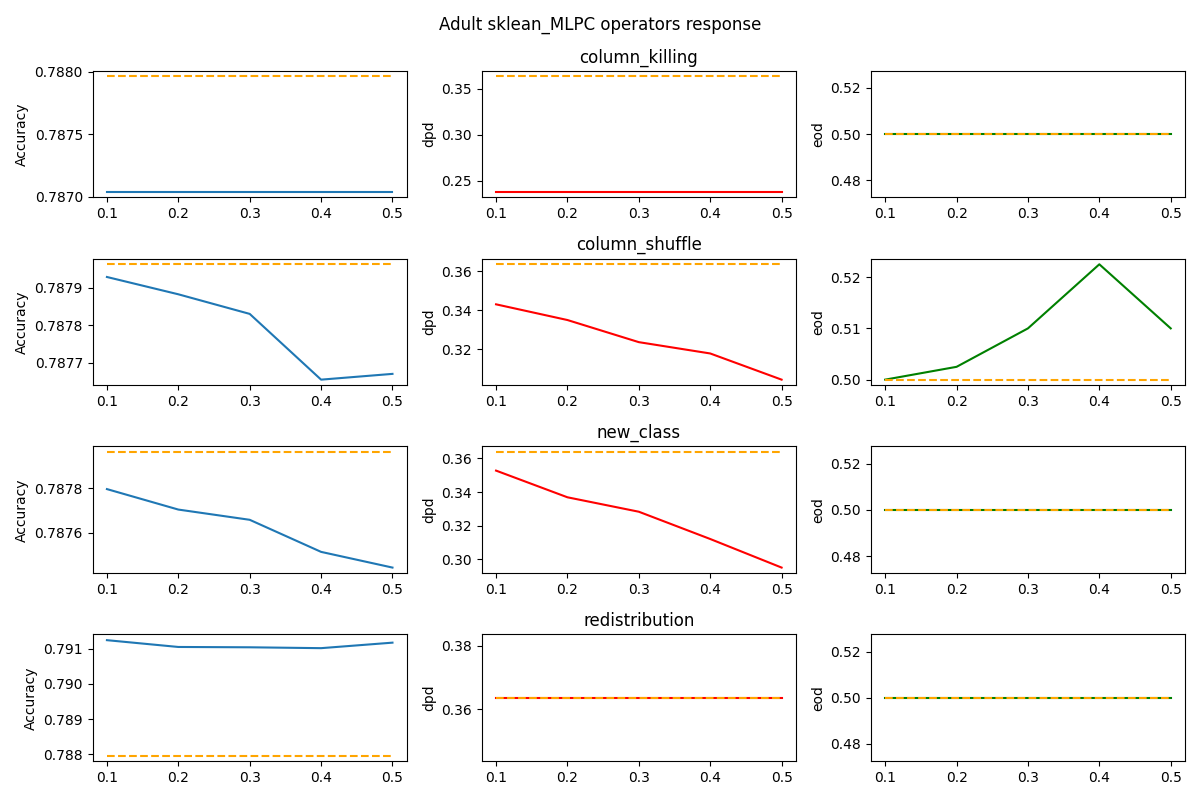 Adult sklean_MLPC operators response
column_killing
0.7880
0.7875
0.7870
Accuracy
0.1 0.2 0.3 0.4 0.5
0.35
0.30
0.25
dpd
0.1 0.2 0.3 0.4 0.5
0.52
0.50
0.48
eod
0.1 0.2 0.3 0.4 0.5
column_shuffle
0.7879
0.7878
0.7877
Accuracy
0.1 0.2 0.3 0.4 0.5
0.36
0.34
0.32
dpd
0.1 0.2 0.3 0.4 0.5
0.52
0.51
0.50
eod
0.1 0.2 0.3 0.4 0.5
new_class
0.7878
0.7876
Accuracy
0.1 0.2 0.3 0.4 0.5
0.36
0.34
0.32
0.30
dpd
0.1 0.2 0.3 0.4 0.5
0.52
0.50
0.48
eod
0.1 0.2 0.3 0.4 0.5
redistribution
0.791
0.790
0.789
0.788
Accuracy
0.1 0.2 0.3 0.4 0.5
0.38
0.36
dpd
0.1 0.2 0.3 0.4 0.5
0.52
0.50
0.48
eod
0.1 0.2 0.3 0.4 0.5